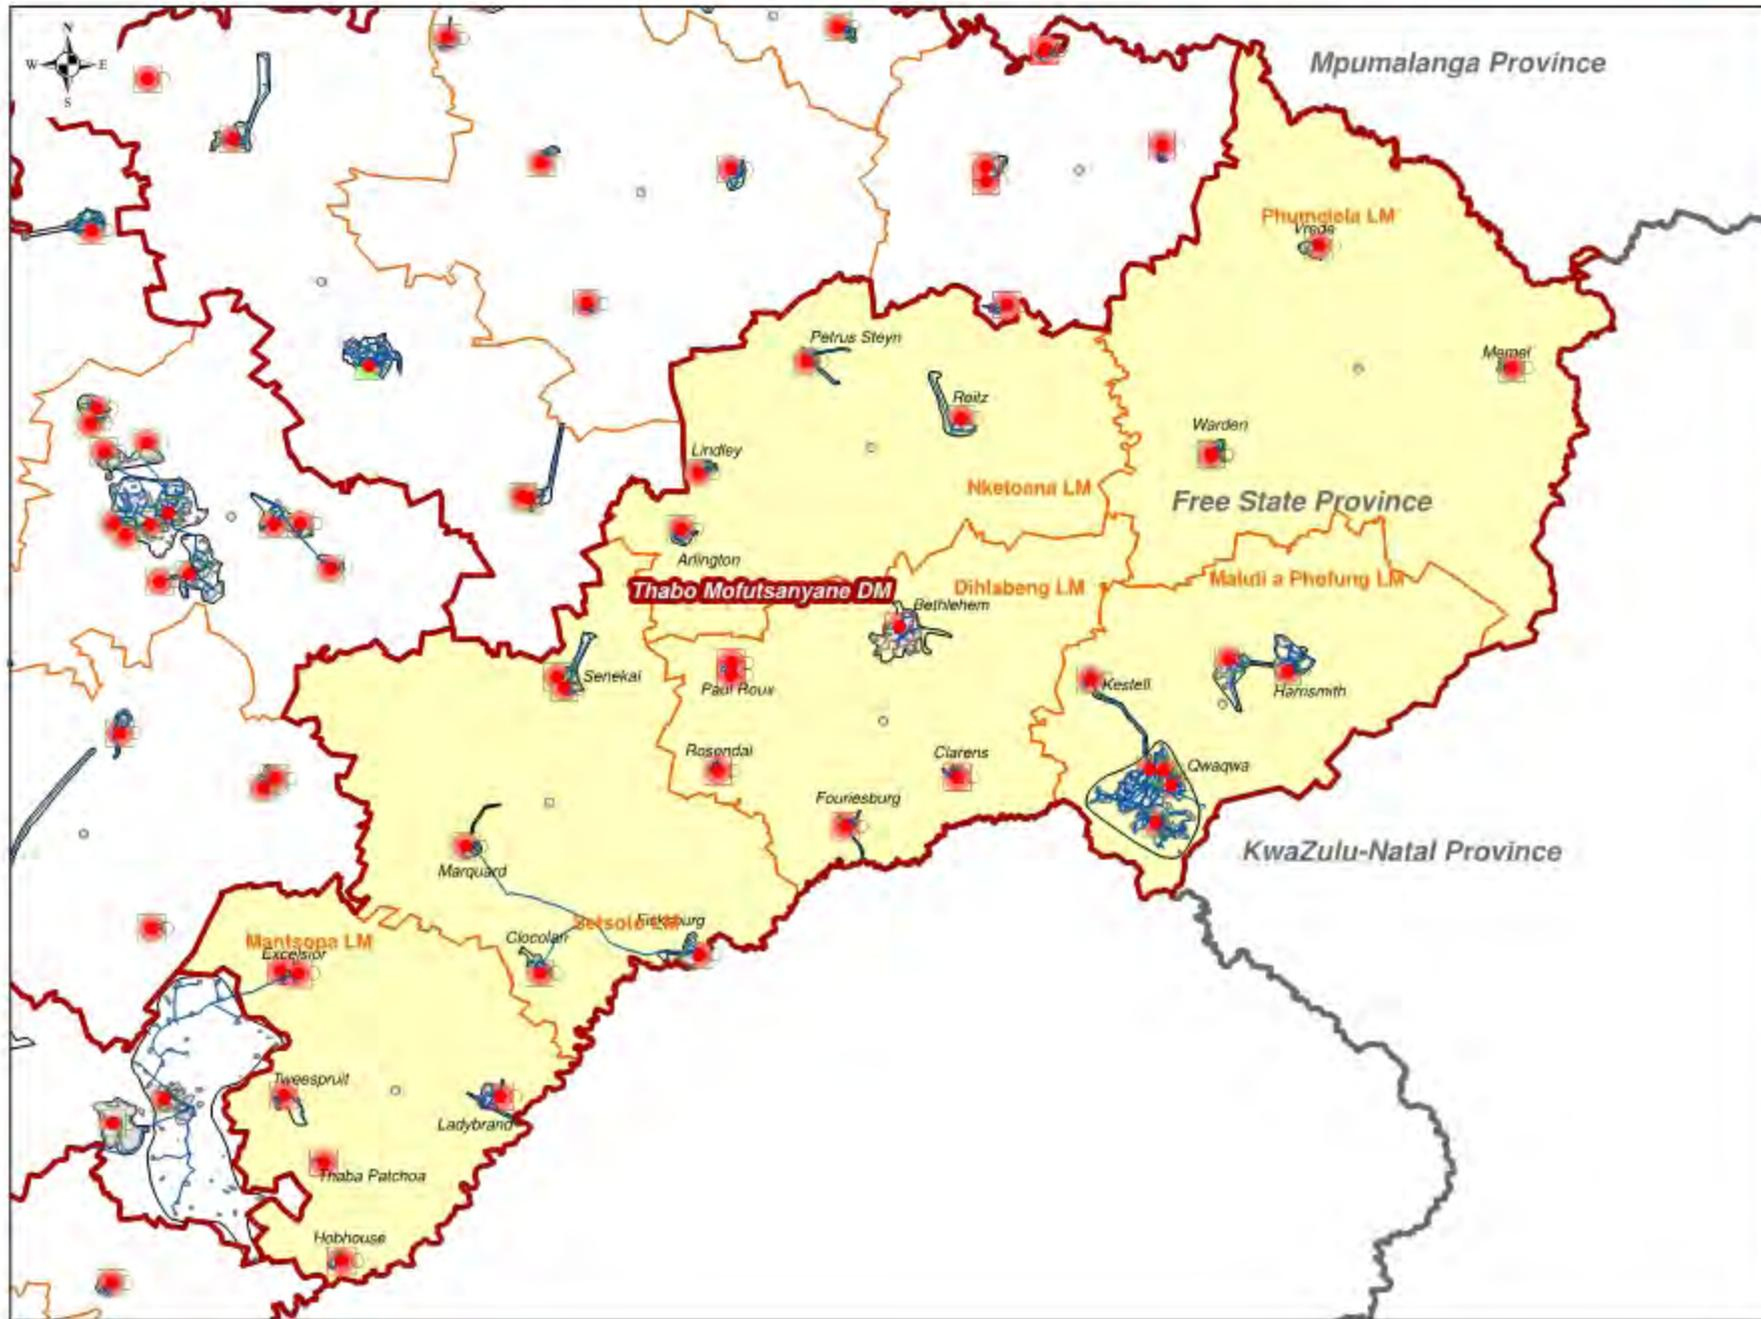 N
W E
S
Mpumalanga Province
Phumelela LM
Vrede
Petrus Steyn
Memel
Reitz
Warden
Lindley
Nketoana LM
Free State Province
Arlington
Thabo Mofutsanyane DM
Dihlabeng LM
Maluti a Phofung LM
Bethlehem
Senekal
Paul Roux
Kestell
Harrismith
Rosendal
Clarens
Qwaqwa
Fouriesburg
KwaZulu-Natal Province
Marquard
Setsoto LM
Ficksburg
Clocolan
Mantsopa LM
Excelsior
Tweespruit
Ladybrand
Thaba Patchoa
Hobhouse